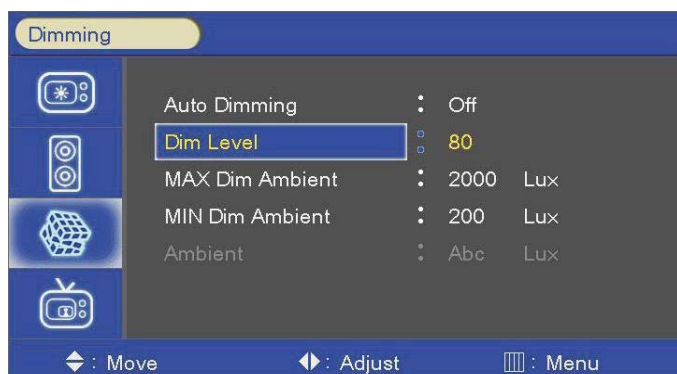 Dimming
Auto Dimming : Off
Dim Level : 80
MAX Dim Ambient : 2000 Lux
MIN Dim Ambient : 200 Lux
Ambient : Abc Lux
: Move : Adjust : Menu